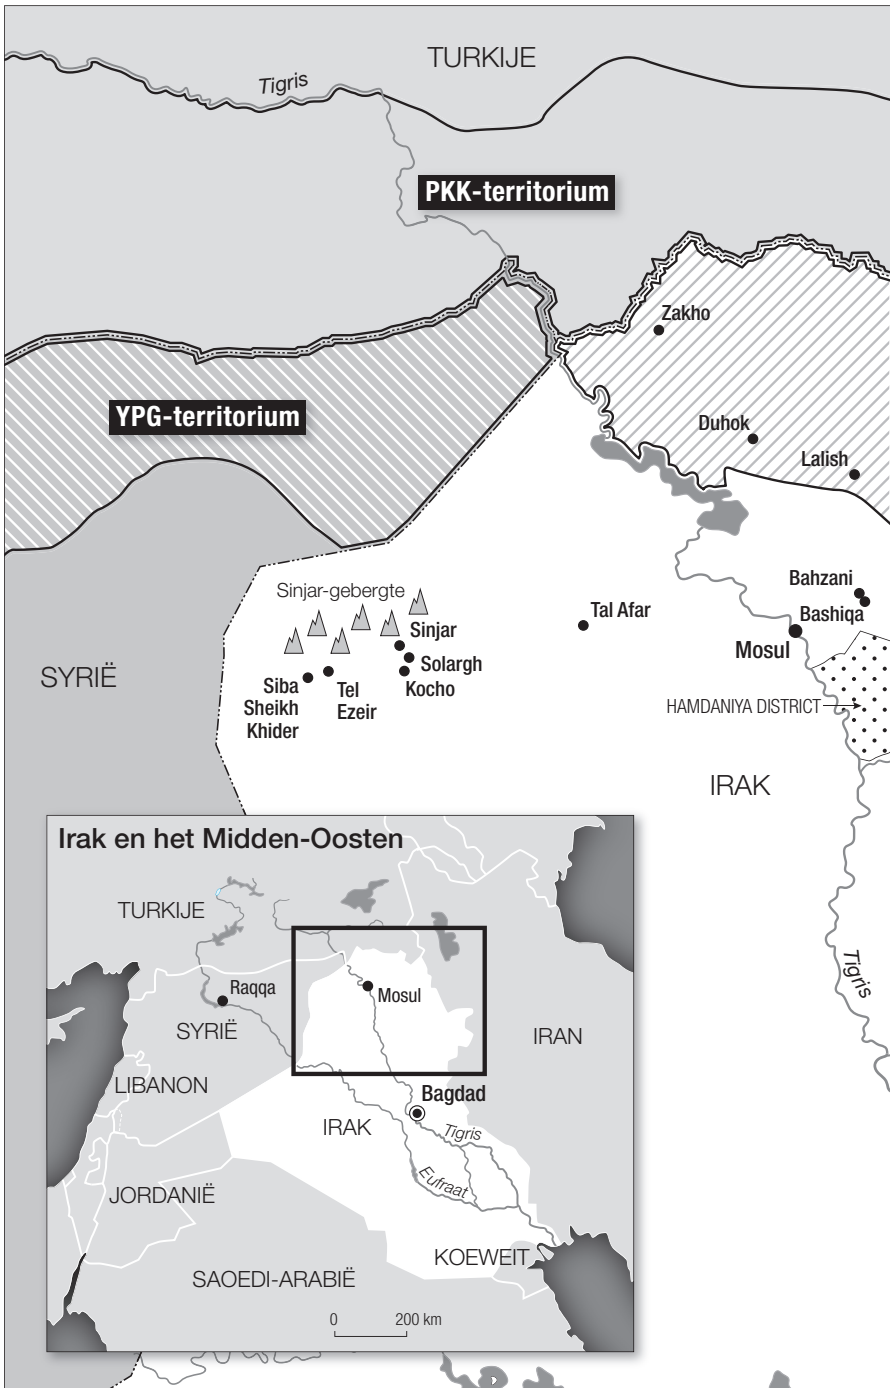 TURKIJE
Tigris
PKK-territorium
Zakho
YPG-territorium
Duhok
Lalish
Sinjar-gebergte
Bahzani
Tal Afar
Bashiqa
Sinjar
Mosul
Solargh
SYRIË
Siba
Sheikh
Khider
Tel
Ezeir
Kocho
HAMDANIYA DISTRICT
IRAK
Tigris
Irak en het Midden-Oosten
TURKIJE
Raqqa
Mosul
SYRIË
IRAN
LIBANON
Bagdad
IRAK
Tigris
Eufraat
JORDANIË
KOEWEIT
SAOEDI-ARABIË
0 200 km